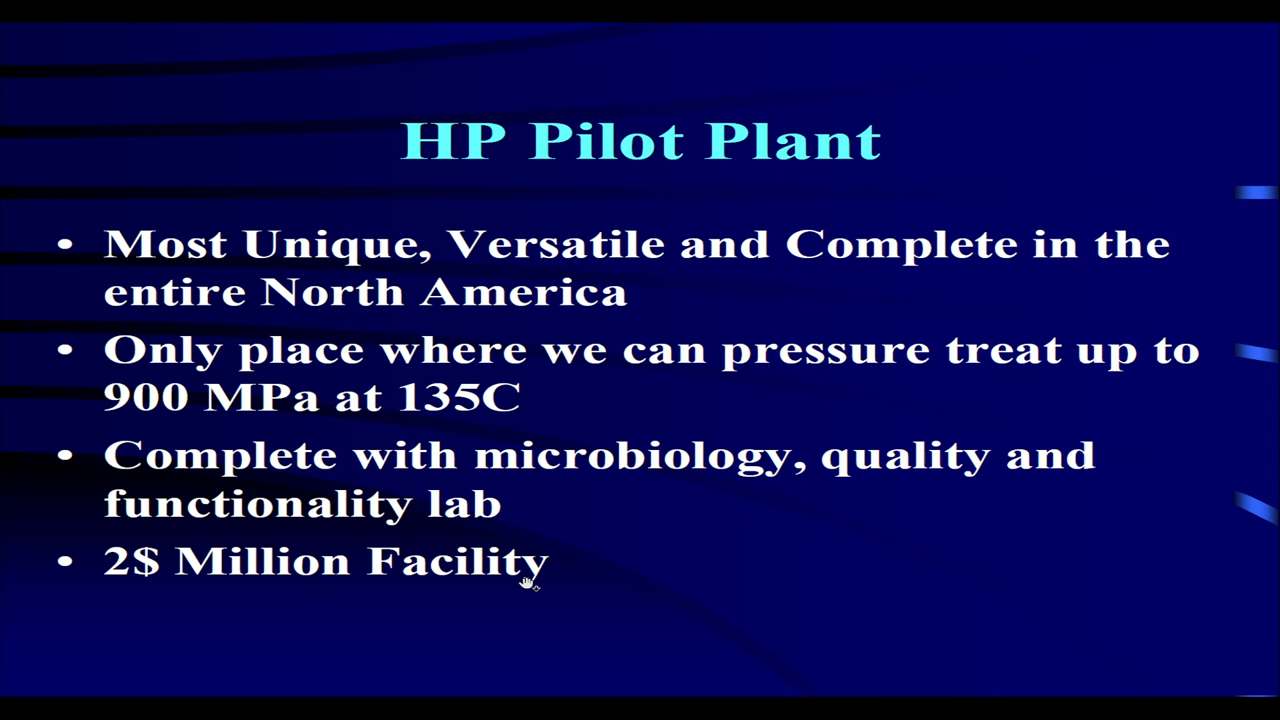 HP Pilot Plant
• Most Unique, Versatile and Complete in the
entire North America
• Only place where we can pressure treat up to
900 MPa at 135C
• Complete with microbiology, quality and
functionality lab
• 2$ Million Facility